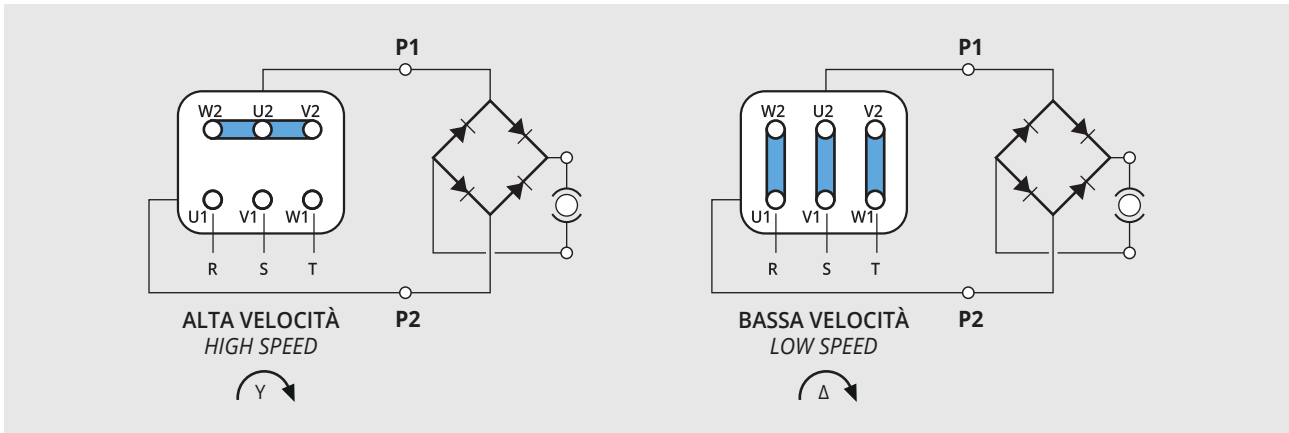 P1
W2 U2 V2
U1 V1 W1
R S T
P2
ALTA VELOCITÀ
HIGH SPEED
Y
P1
W2 U2 V2
U1 V1 W1
R S T
P2
BASSA VELOCITÀ
LOW SPEED
Δ